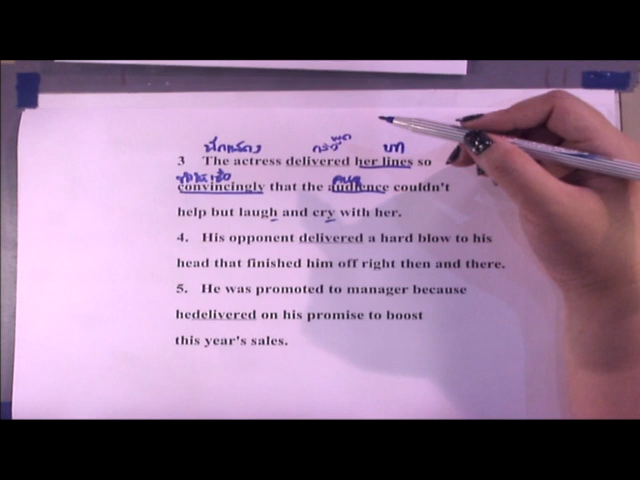 นักแสดง พูด
3 The actress delivered her lines so
convincingly that the audience couldn't
help but laugh and cry with her.
4. His opponent delivered a hard blow to his
head that finished him off right then and there.
5. He was promoted to manager because
hedelivered on his promise to boost
this year's sales.